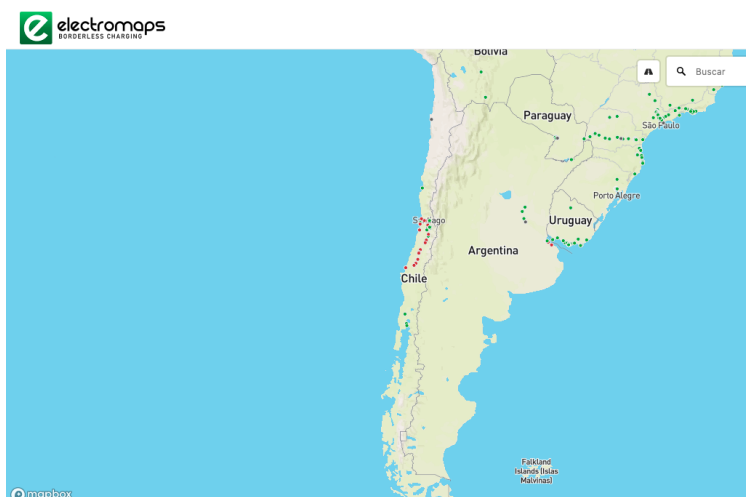 electromaps
BORDERLESS CHARGING
Bolivia
Buscar
Paraguay
São Paulo
Porto Alegre
Santiago
Uruguay
Argentina
Chile
Falkland
Islands (Islas
Malvinas)
mapbox